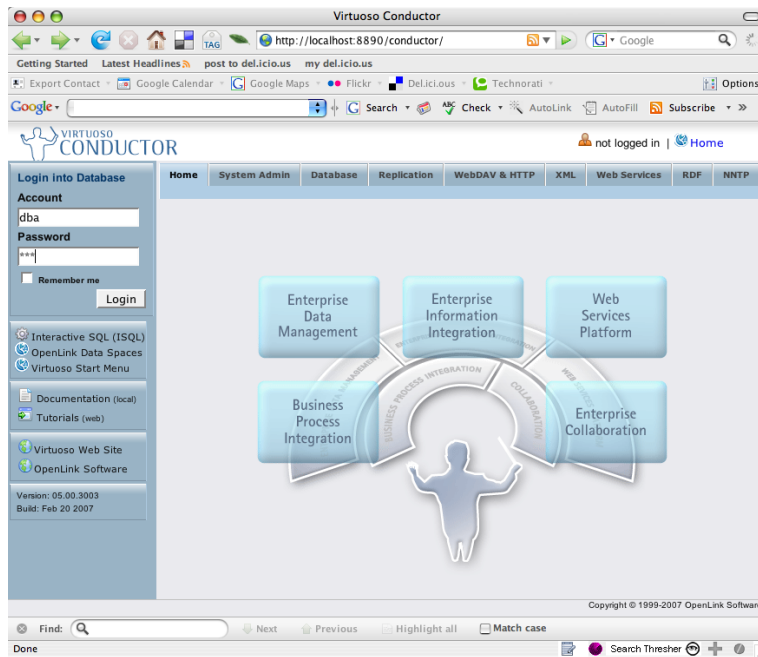 Virtuoso Conductor
TAG
http://localhost:8890/conductor/
G Google
Getting Started Latest Headlines post to del.icio.us my del.icio.us
Export Contact Google Calendar Google Maps Flickr Del.ici.ous Technorati Options
Google Search ABC Check AutoLink AutoFill Subscribe »
VIRTUOSO
CONDUCTOR
not logged in | Home
Login into Database
Home System Admin Database Replication WebDAV & HTTP XML Web Services RDF NNTP
Account
dba
Password
***
Remember me
Login
Interactive SQL (ISQL)
OpenLink Data Spaces
Virtuoso Start Menu
Documentation (local)
Tutorials (web)
Virtuoso Web Site
OpenLink Software
Version: 05.00.3003
Build: Feb 20 2007
Enterprise
Data
Management
Enterprise
Information
Integration
Web
Services
Platform
Business
Process
Integration
Enterprise
Collaboration
BUSINESS PROCESS INTEGRATION
COLLABORATION
Copyright © 1999-2007 OpenLink Software
Find: Next Previous Highlight all Match case
Done
Search Thresher